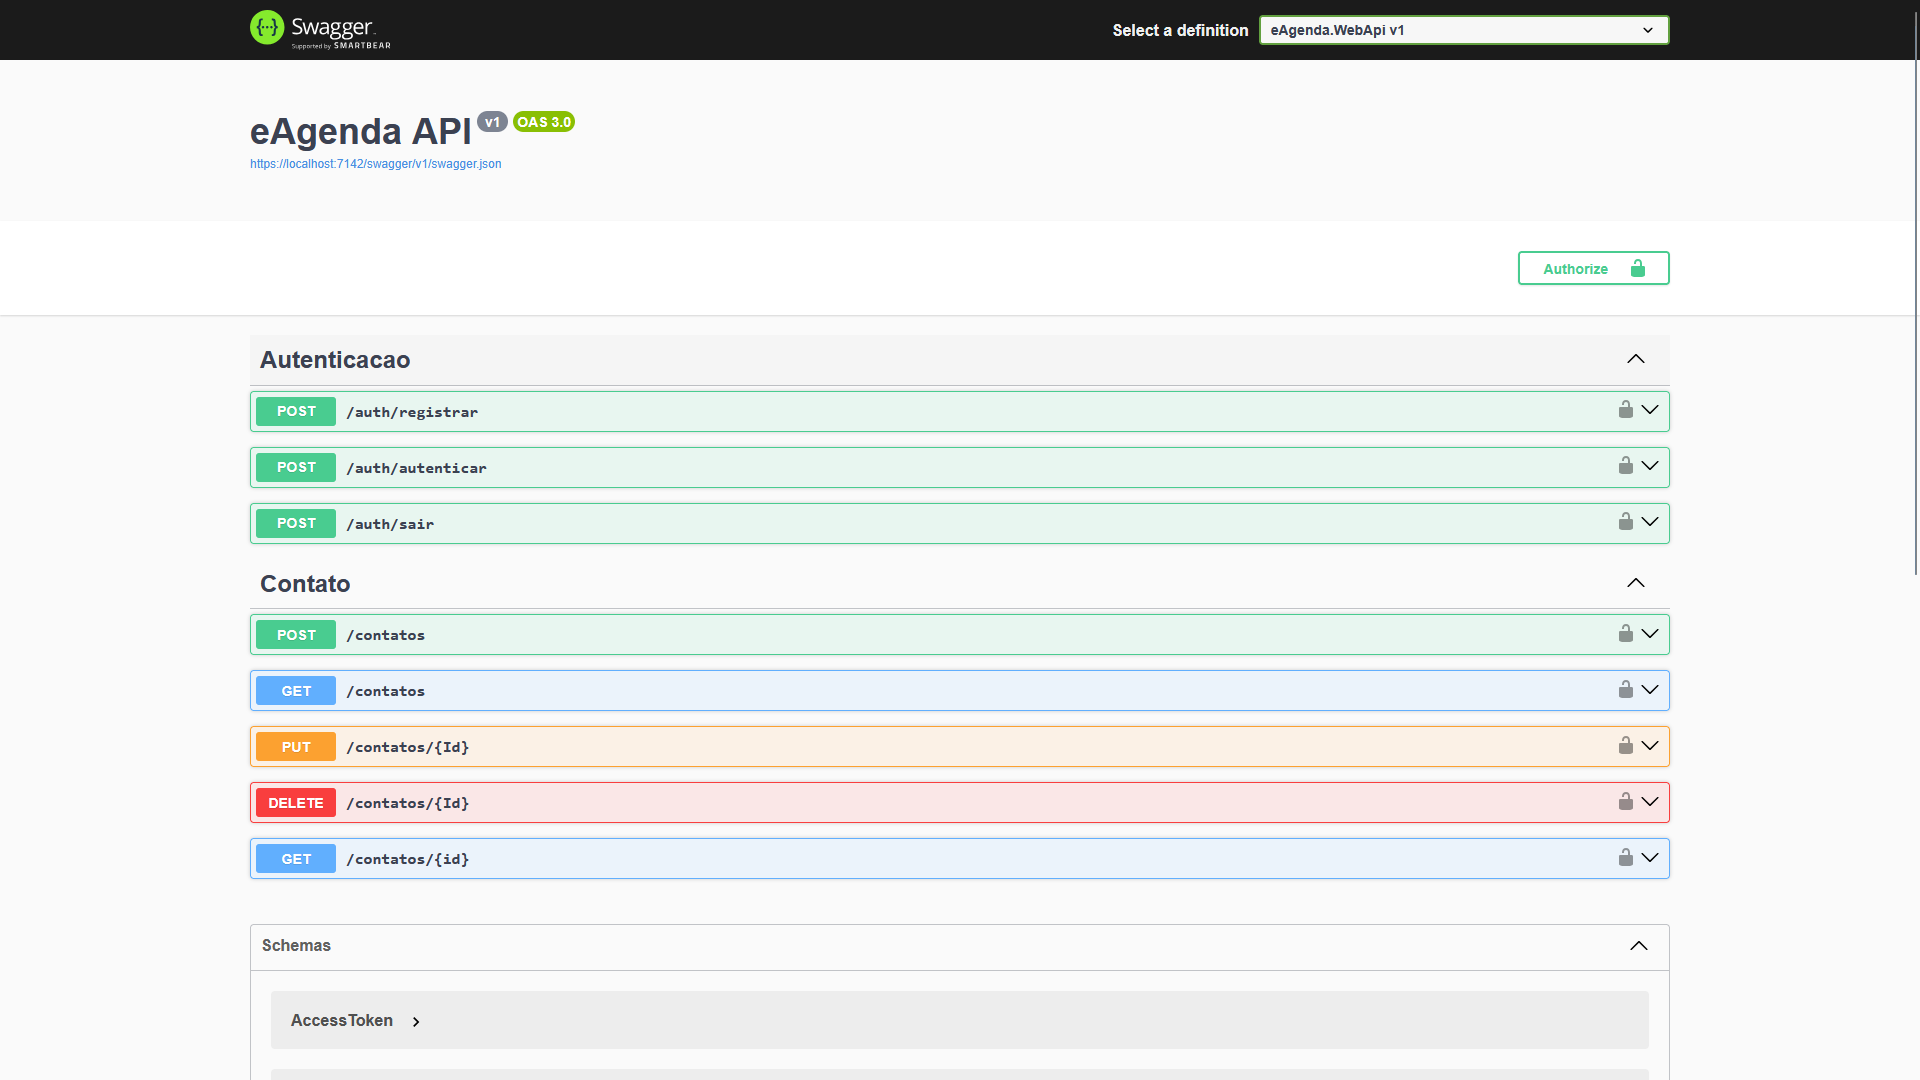 Swagger
Supported by SMARTBEAR
Select a definition
eAgenda.WebApi v1
eAgenda API v1 OAS 3.0
https://localhost:7142/swagger/v1/swagger.json
Authorize
Autenticacao
POST /auth/registrar
POST /auth/autenticar
POST /auth/sair
Contato
POST /contatos
GET /contatos
PUT /contatos/{Id}
DELETE /contatos/{Id}
GET /contatos/{id}
Schemas
AccessToken